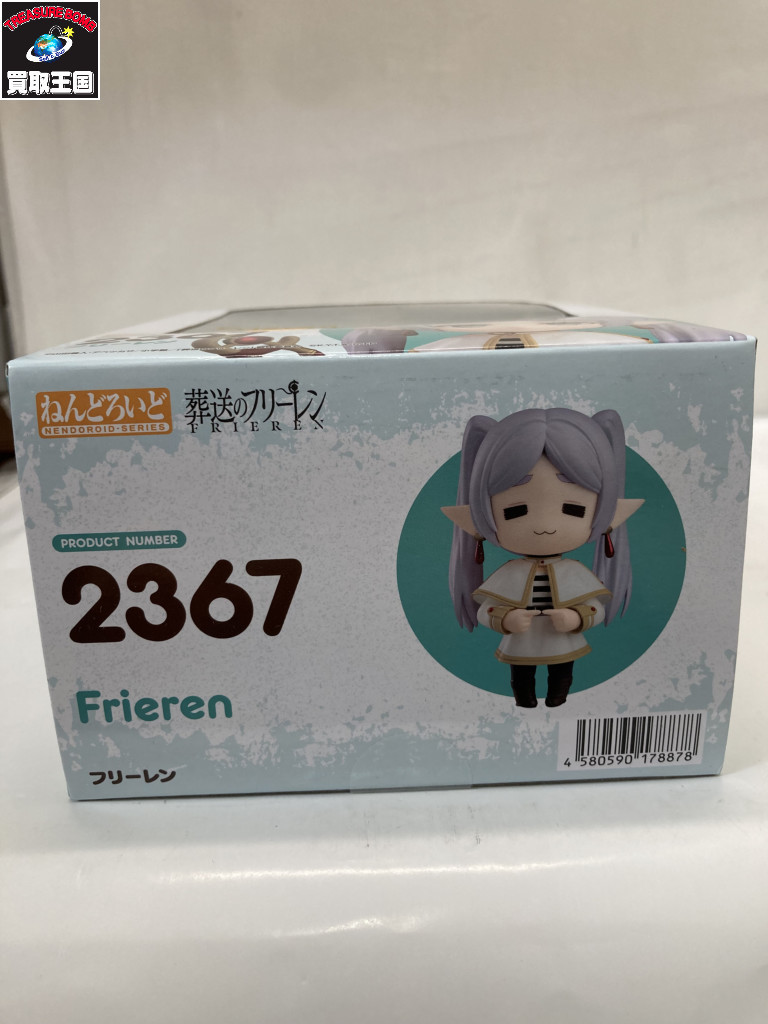 TREASURE BOMB
買取王国
ねんどろいど
NENDOROID·SERIES
葬送のフリーレン
FRIEREN
PRODUCT NUMBER
2367
Frieren
フリーレン
4 580590 178878